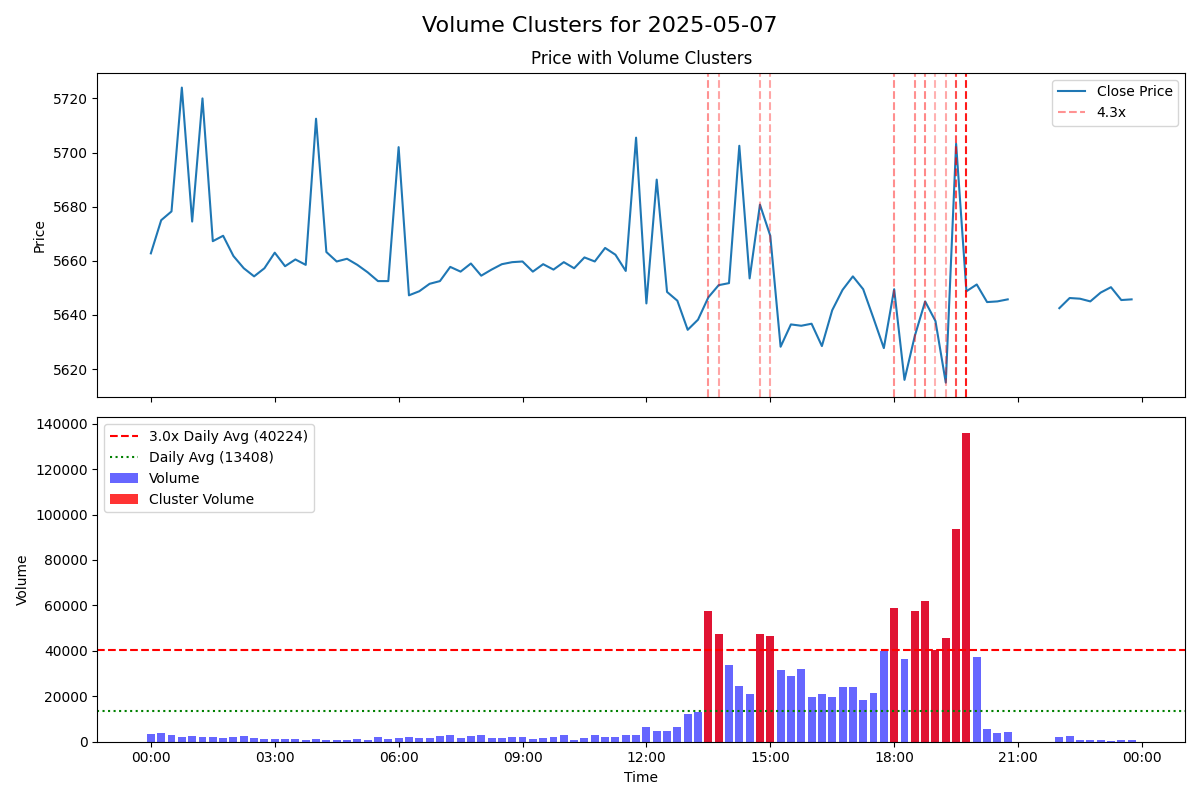 Volume Clusters for 2025-05-07
Price with Volume Clusters
Price
5720
5700
5680
5660
5640
5620
Close Price
4.3x
Volume
140000
120000
100000
80000
60000
40000
20000
0
3.0x Daily Avg (40224)
Daily Avg (13408)
Volume
Cluster Volume
00:00 03:00 06:00 09:00 12:00 15:00 18:00 21:00 00:00
Time